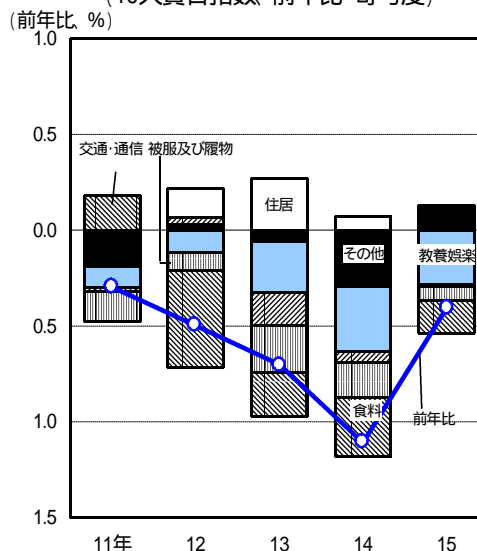 (前年比、%)
1.0
0.5
交通・通信 被服及び履物
住居
0.0
その他
教養娯楽
0.5
1.0
食料
前年比
1.5
11年 12 13 14 15